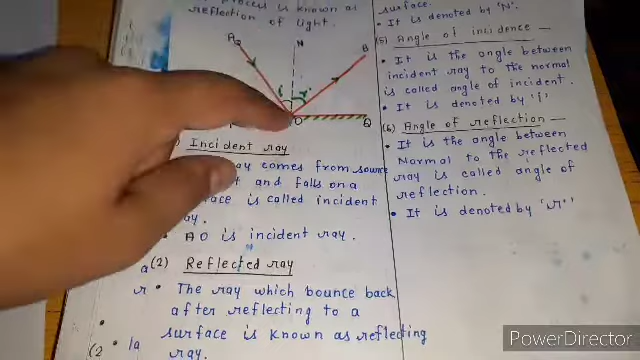 process is known as
reflection of light.
A
N
B
i
r
O
Q
Incident ray
ray comes from source
and falls on a
is called incident
AO is incident ray.
(2) Reflected ray
• The ray which bounce back
after reflecting to a
surface is known as reflecting
ray.
surface.
• It is denoted by 'N'.
(5) Angle of incidence
• It is the angle between
incident ray to the normal
is called angle of incident.
• It is denoted by 'i'
(6) Angle of reflection
• It is the angle between
Normal to the reflected
ray is called angle of
reflection.
• It is denoted by 'r'
PowerDirector